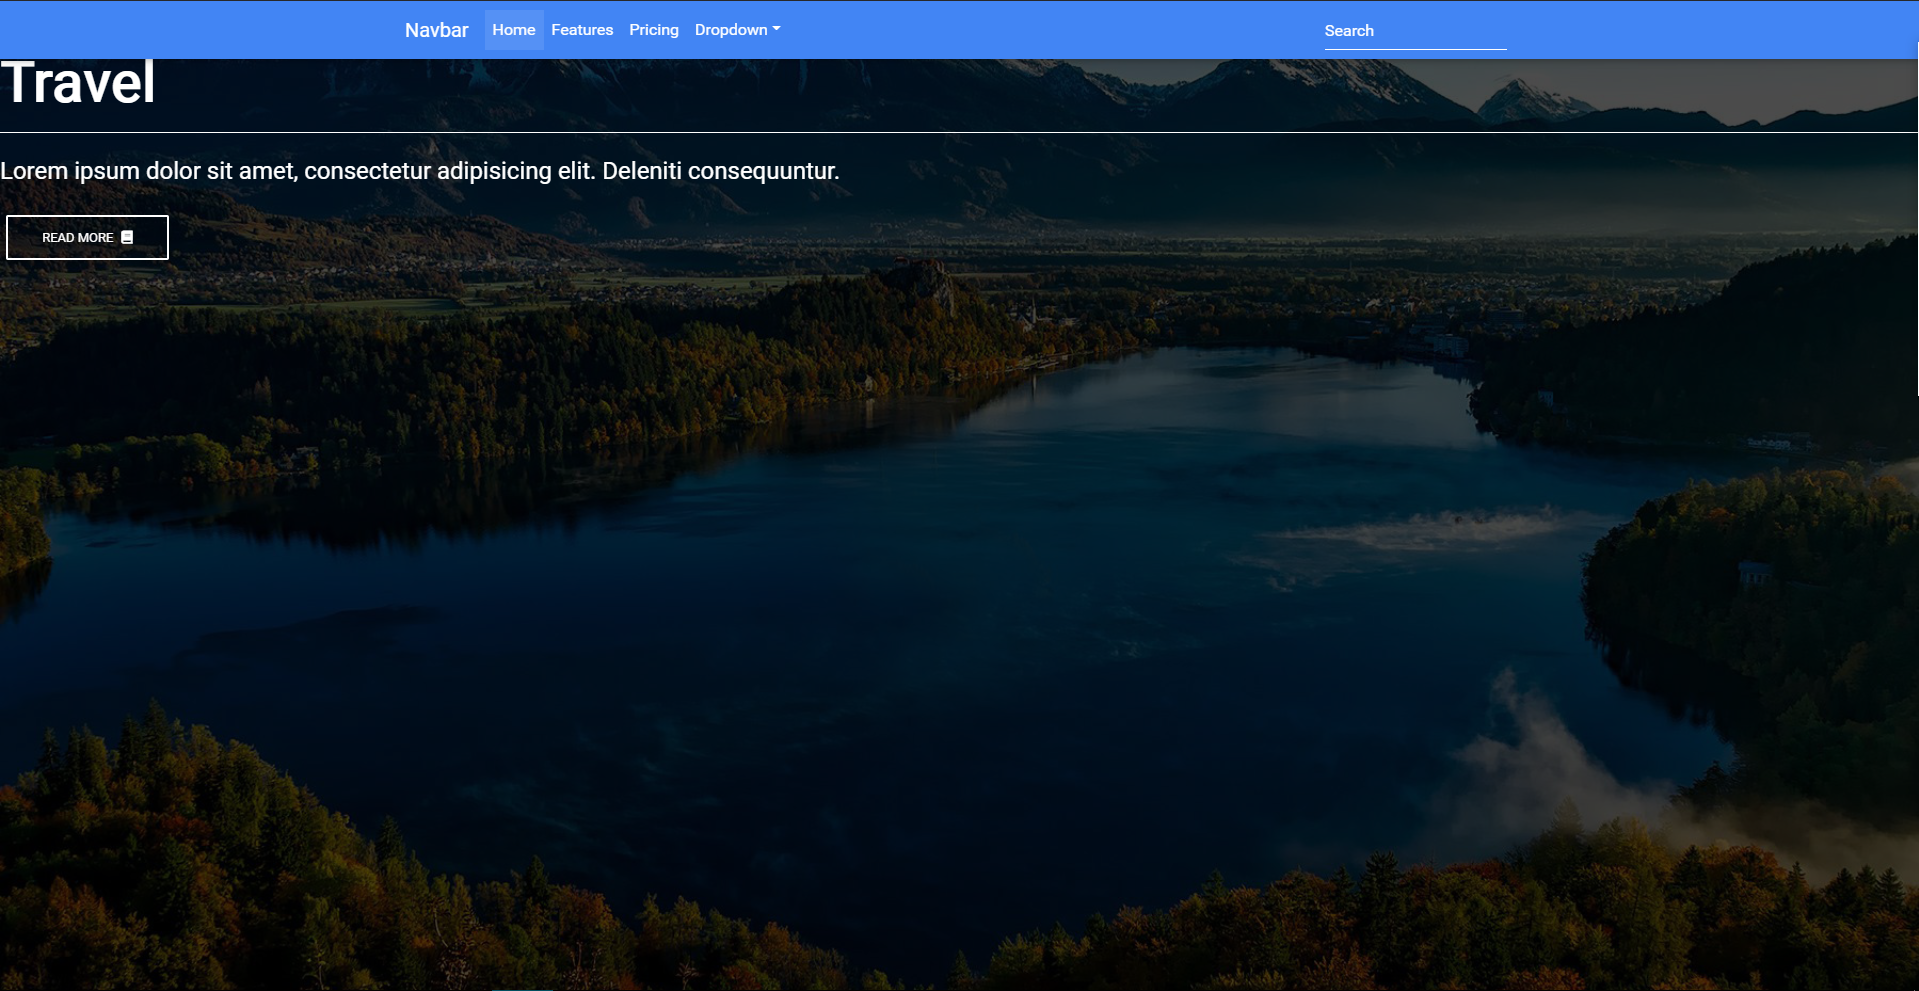 Navbar Home Features Pricing Dropdown Search
Travel
Lorem ipsum dolor sit amet, consectetur adipisicing elit. Deleniti consequuntur.
READ MORE